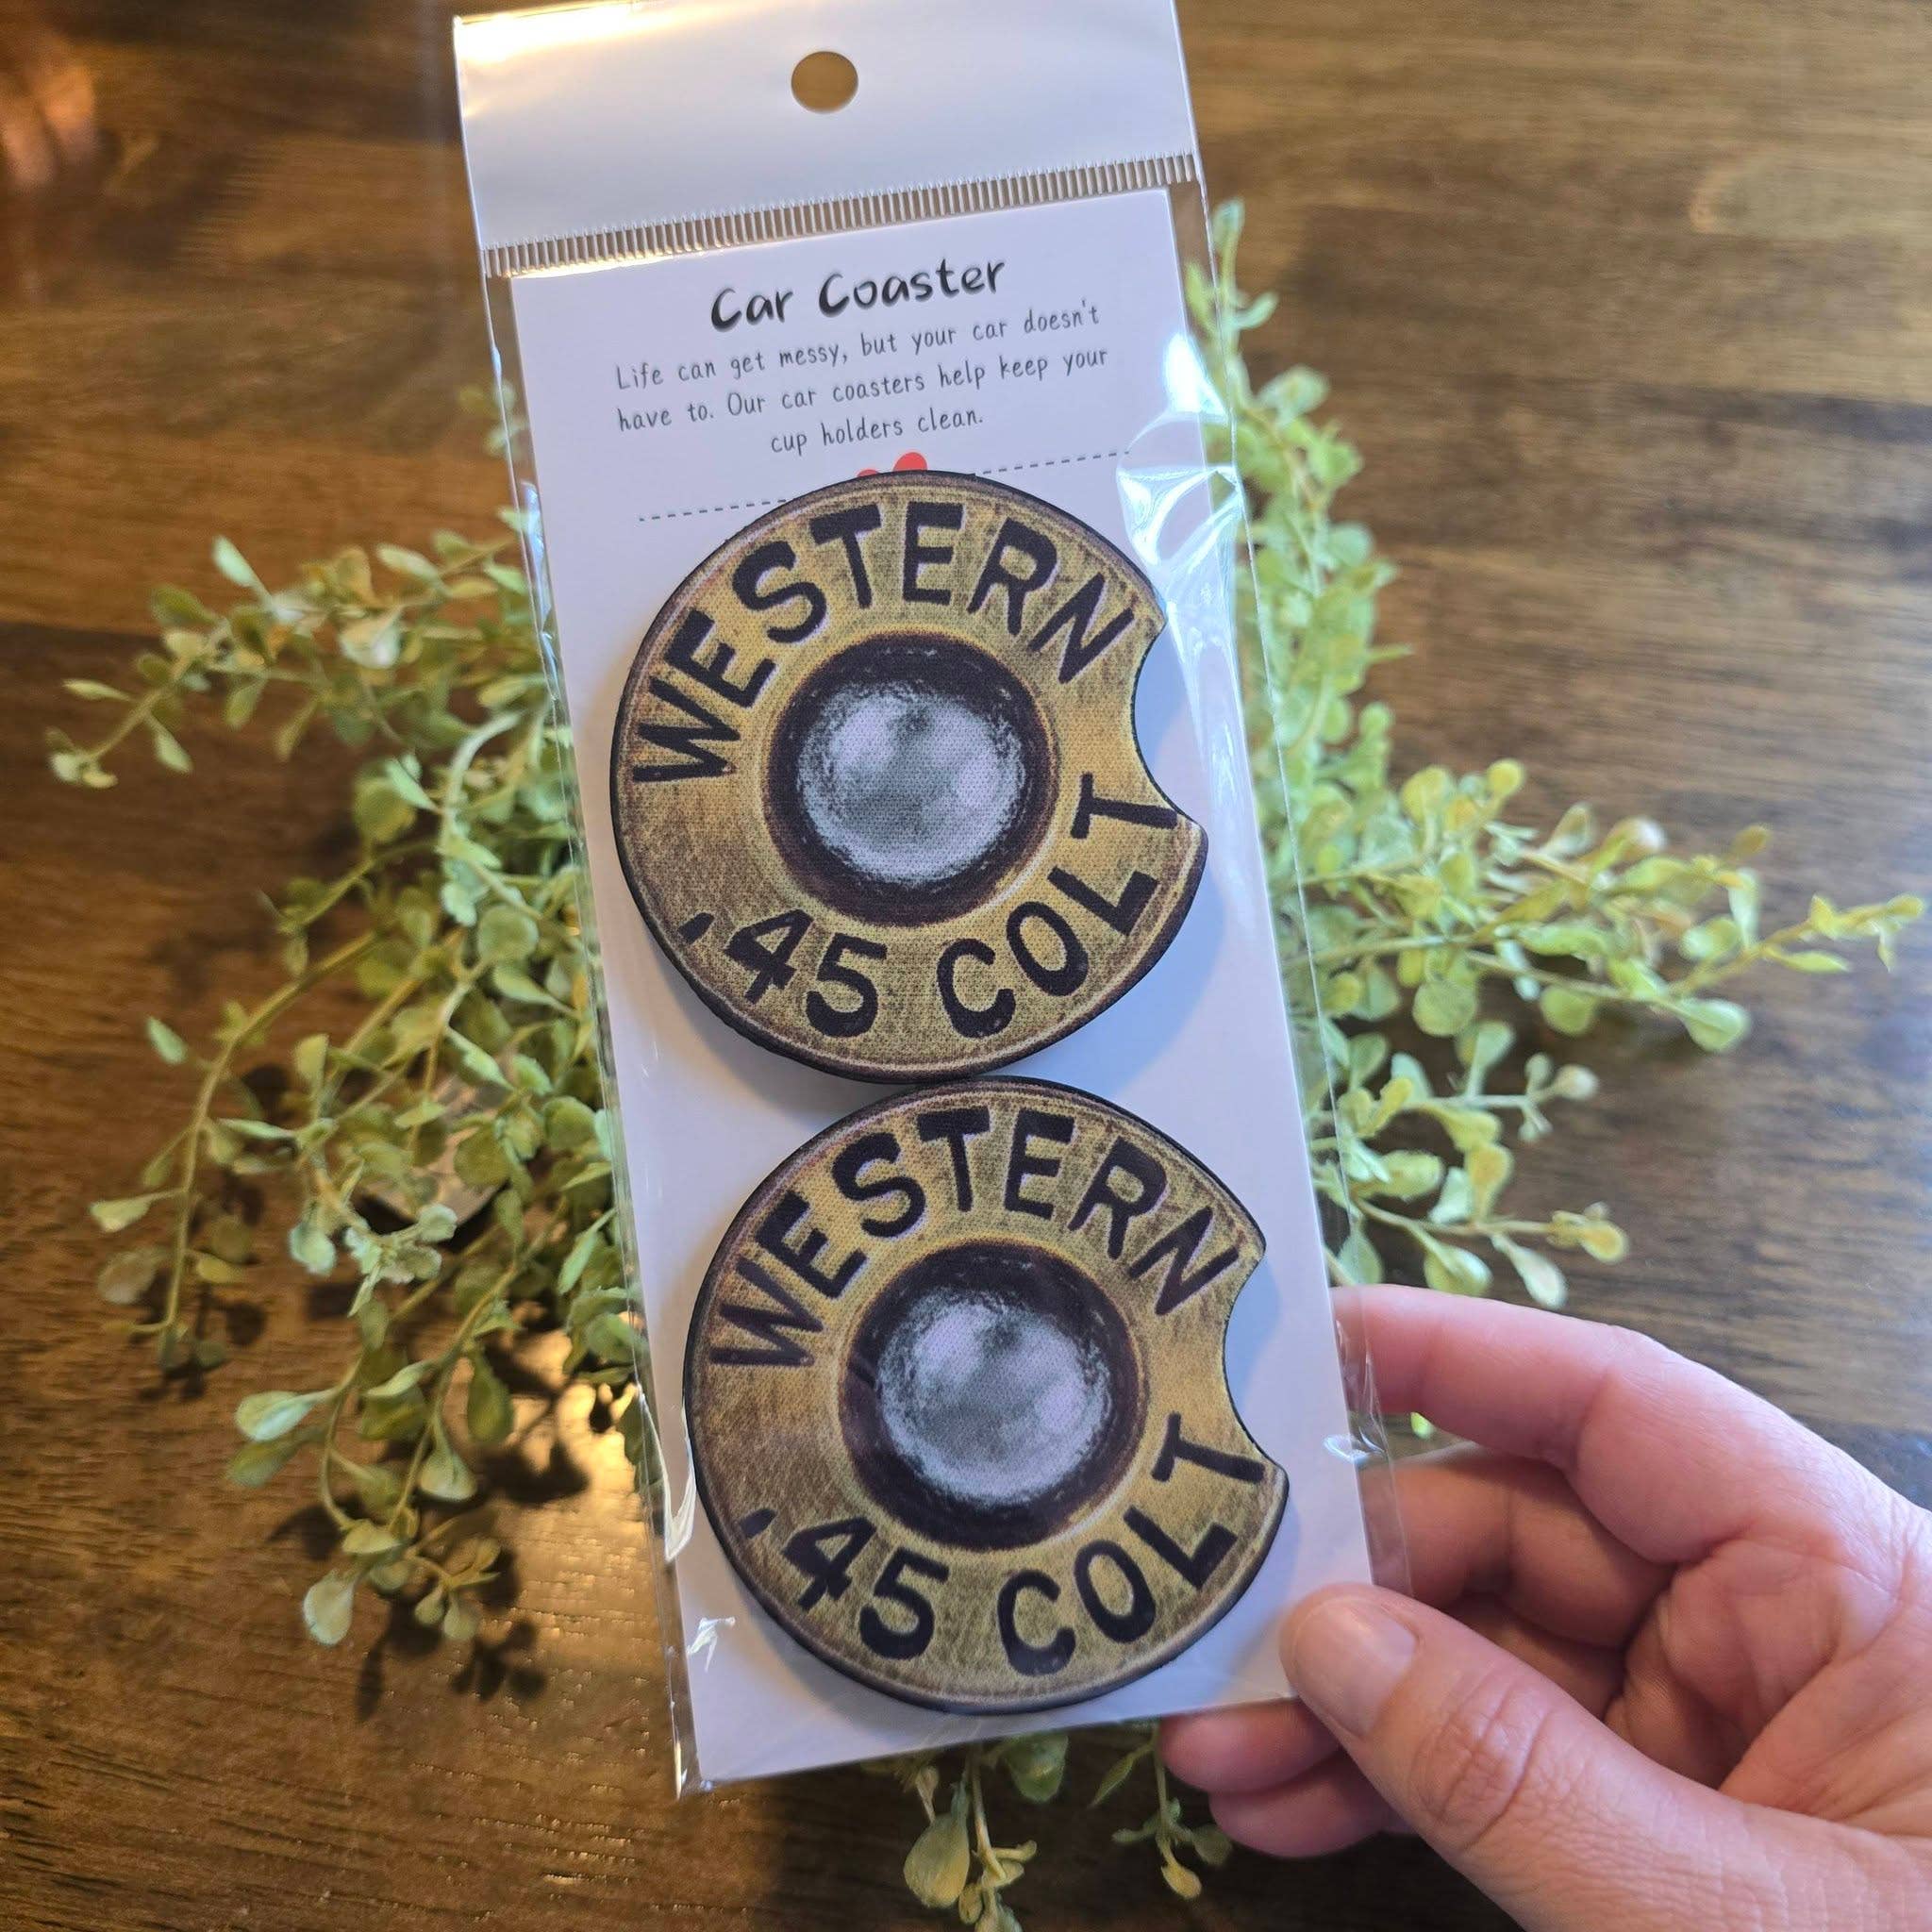 Car Coaster
Life can get messy, but your car doesn't
have to. Our car coasters help keep your
cup holders clean.
WESTERN
.45 COLT
WESTERN
.45 COLT